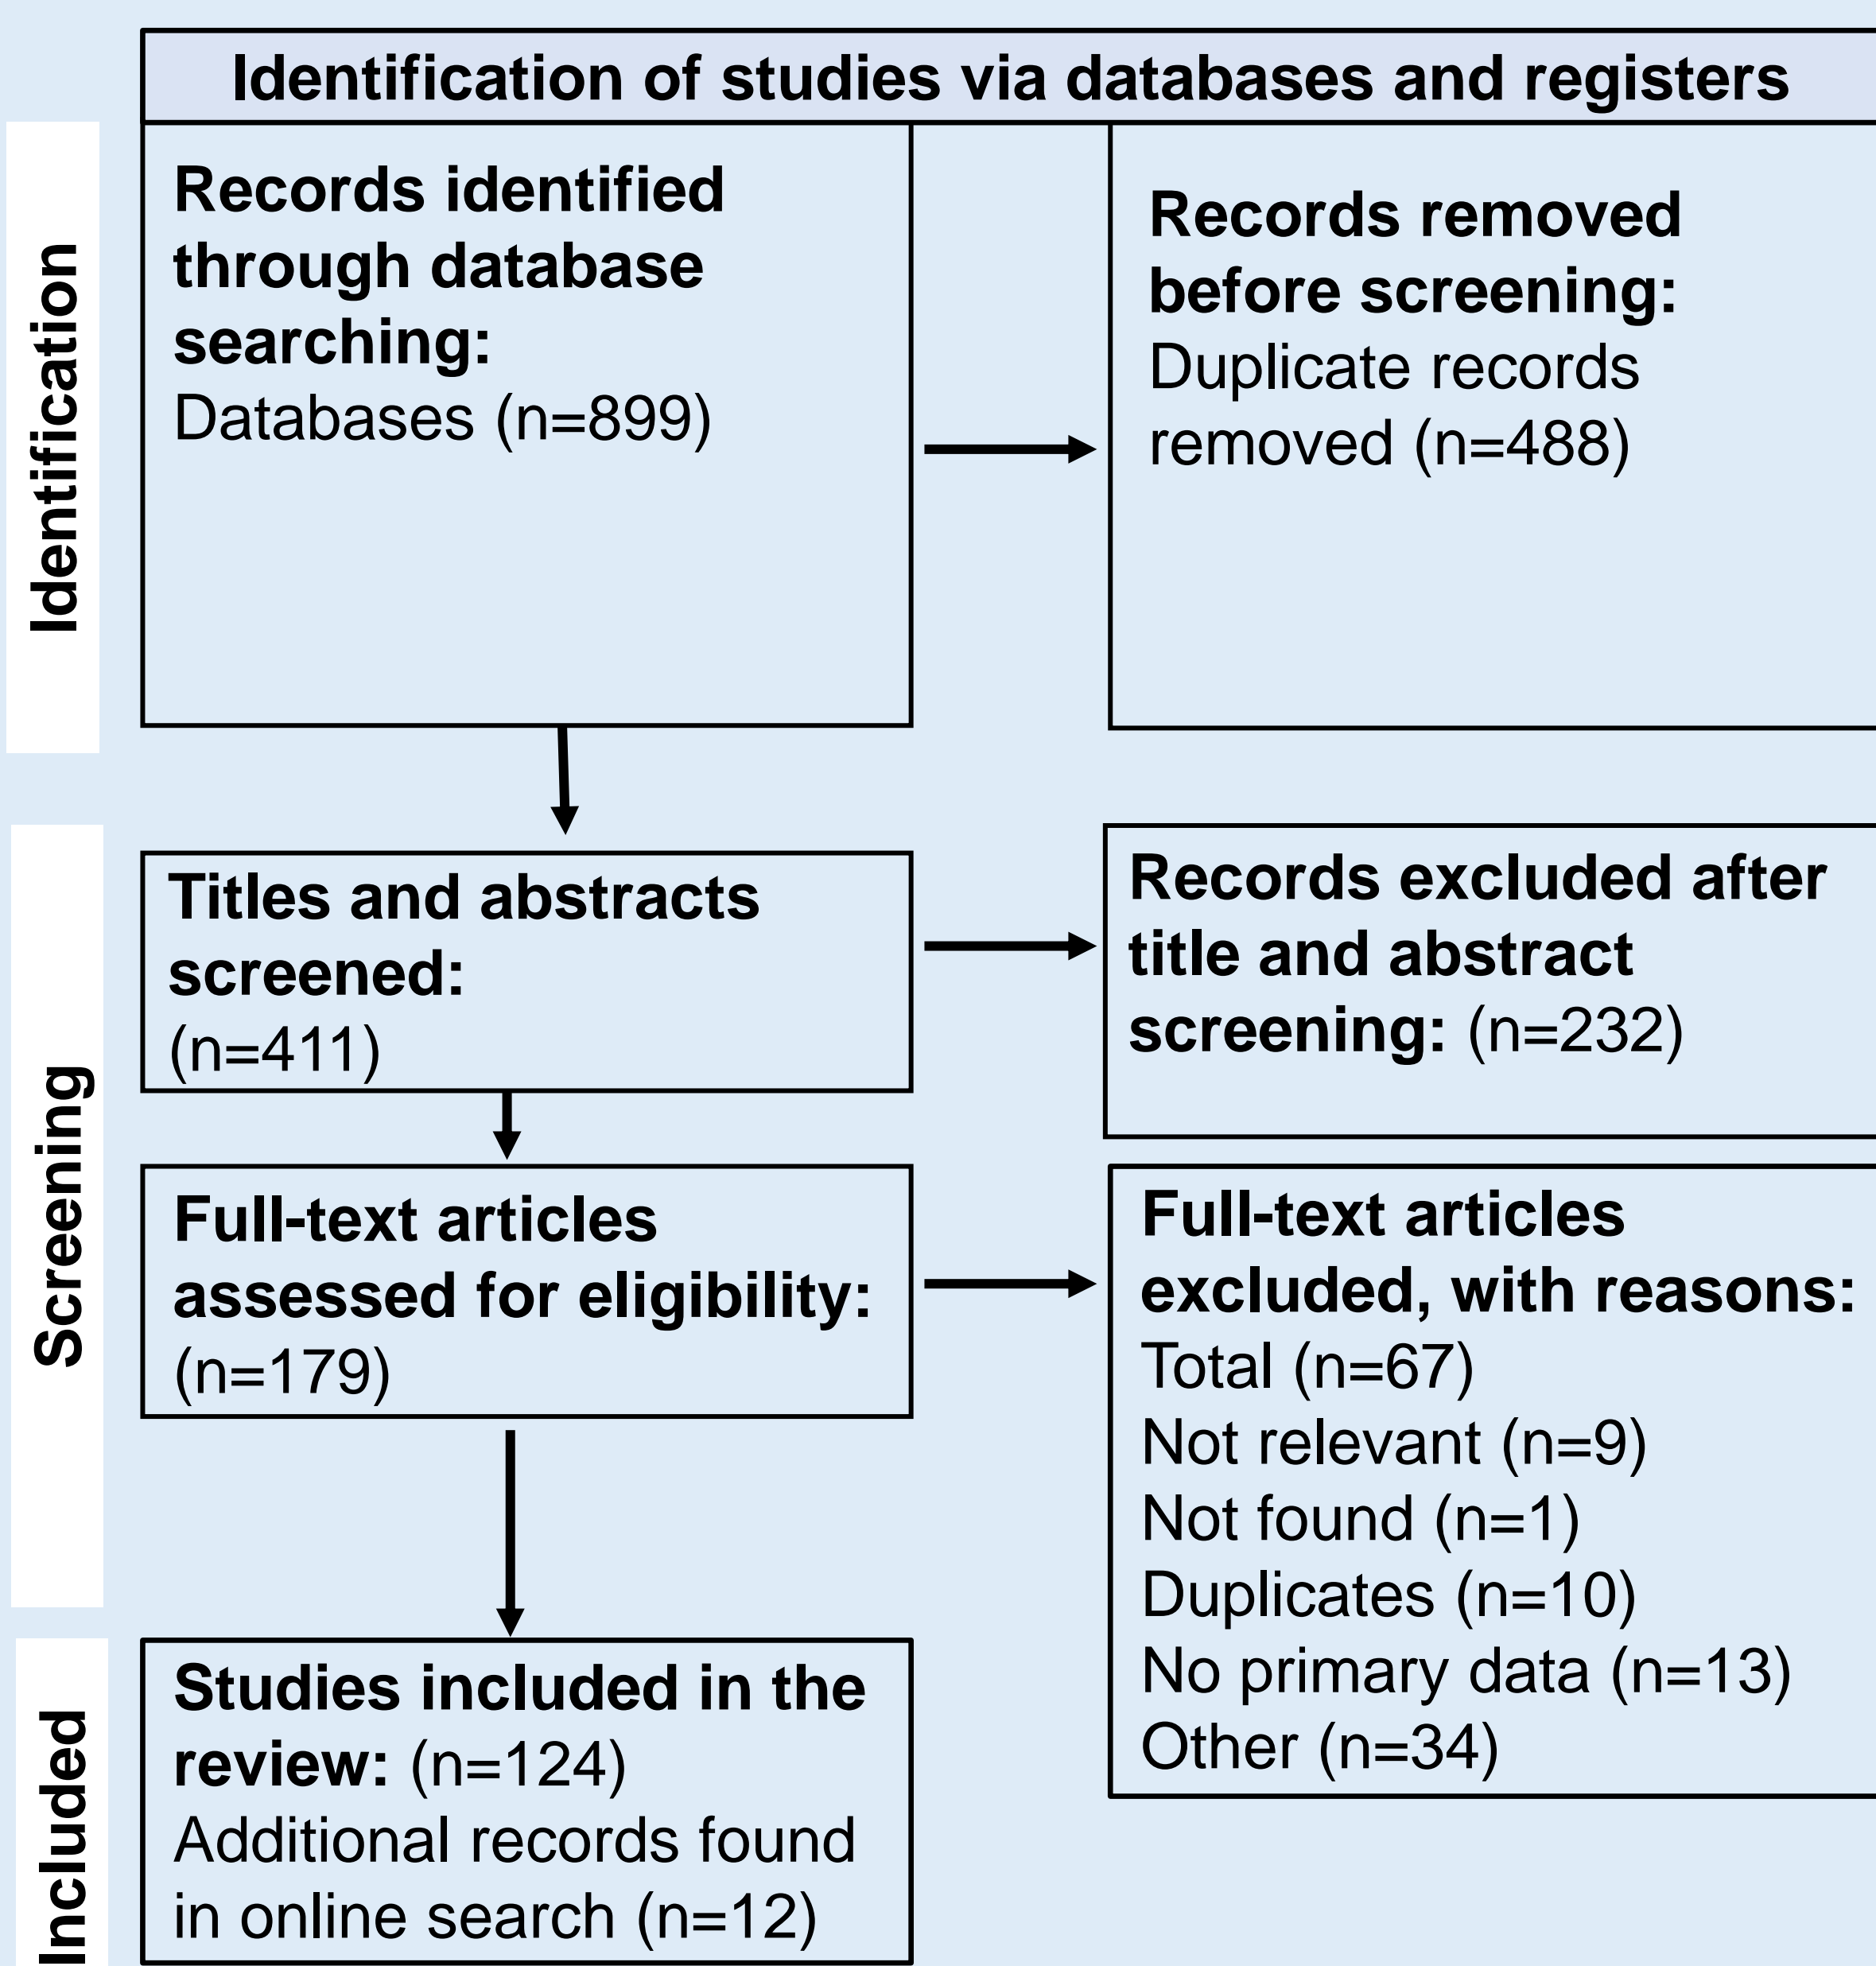 Identification of studies via databases and registers
Identification
Records identified
through database
searching:
Databases (n=899)
Records removed
before screening:
Duplicate records
removed (n=488)
Screening
Titles and abstracts
screened:
(n=411)
Records excluded after
title and abstract
screening: (n=232)
Full-text articles
assessed for eligibility:
(n=179)
Full-text articles
excluded, with reasons:
Total (n=67)
Not relevant (n=9)
Not found (n=1)
Duplicates (n=10)
No primary data (n=13)
Other (n=34)
Included
Studies included in the
review: (n=124)
Additional records found
in online search (n=12)